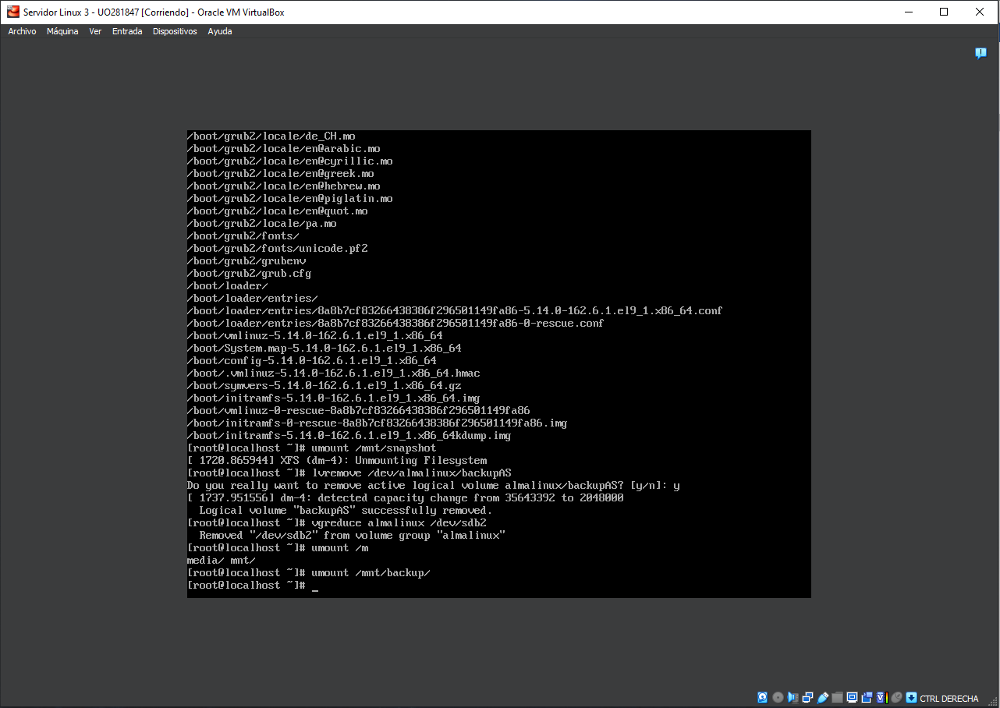 Servidor Linux 3 - UO281847 [Corriendo] - Oracle VM VirtualBox
Archivo Máquina Ver Entrada Dispositivos Ayuda
/boot/grub2/locale/de_CH.mo
/boot/grub2/locale/en@arabic.mo
/boot/grub2/locale/en@cyrillic.mo
/boot/grub2/locale/en@greek.mo
/boot/grub2/locale/en@hebrew.mo
/boot/grub2/locale/en@piglatin.mo
/boot/grub2/locale/en@quot.mo
/boot/grub2/locale/pa.mo
/boot/grub2/fonts/
/boot/grub2/fonts/unicode.pf2
/boot/grub2/grubenv
/boot/grub2/grub.cfg
/boot/loader/
/boot/loader/entries/
/boot/loader/entries/8a8b7cf83266438386f296501149fa86-5.14.0-162.6.1.el9_1.x86_64.conf
/boot/loader/entries/8a8b7cf83266438386f296501149fa86-0-rescue.conf
/boot/vmlinuz-5.14.0-162.6.1.el9_1.x86_64
/boot/System.map-5.14.0-162.6.1.el9_1.x86_64
/boot/config-5.14.0-162.6.1.el9_1.x86_64
/boot/.vmlinuz-5.14.0-162.6.1.el9_1.x86_64.hmac
/boot/symvers-5.14.0-162.6.1.el9_1.x86_64.gz
/boot/initramfs-5.14.0-162.6.1.el9_1.x86_64.img
/boot/vmlinuz-0-rescue-8a8b7cf83266438386f296501149fa86
/boot/initramfs-0-rescue-8a8b7cf83266438386f296501149fa86.img
/boot/initramfs-5.14.0-162.6.1.el9_1.x86_64kdump.img
[root@localhost ~]# umount /mnt/snapshot
[ 1720.865944] XFS (dm-4): Unmounting Filesystem
[root@localhost ~]# lvremove /dev/almalinux/backupAS
Do you really want to remove active logical volume almalinux/backupAS? [y/n]: y
[ 1737.951556] dm-4: detected capacity change from 35643392 to 2048000
  Logical volume "backupAS" successfully removed.
[root@localhost ~]# vgreduce almalinux /dev/sdb2
  Removed "/dev/sdb2" from volume group "almalinux"
[root@localhost ~]# umount /m
media/ mnt/
[root@localhost ~]# umount /mnt/backup/
[root@localhost ~]# _
CTRL DERECHA